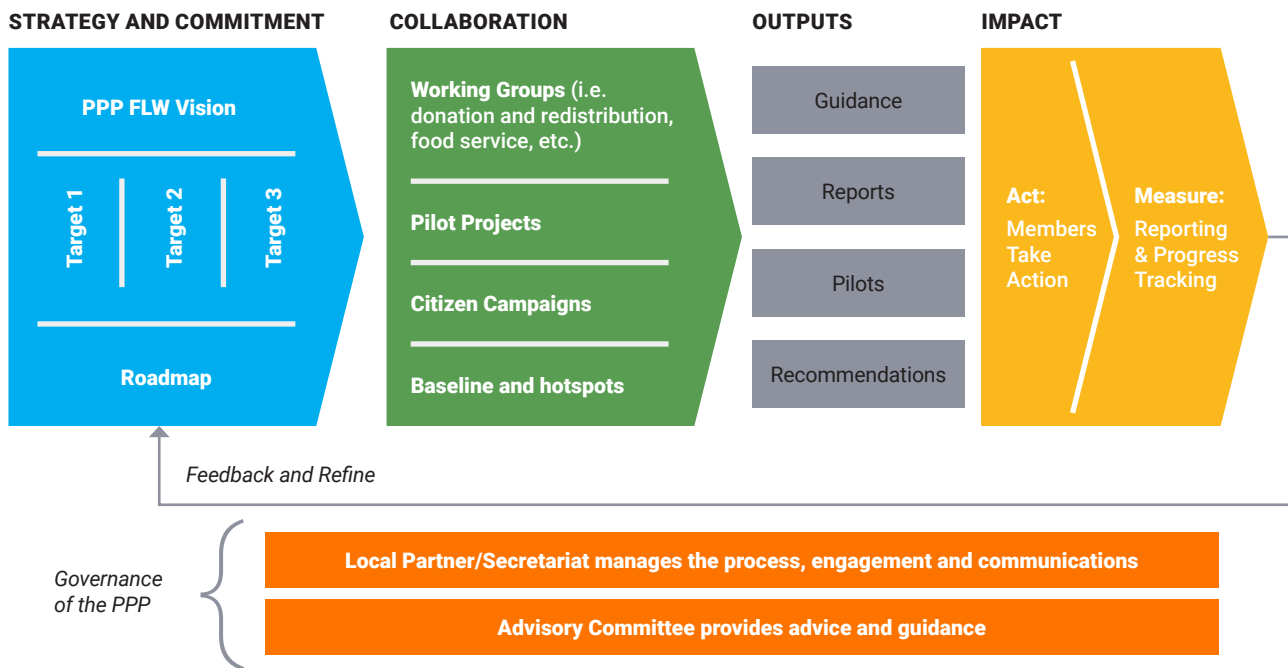 STRATEGY AND COMMITMENT
PPP FLW Vision
Target 1
Target 2
Target 3
Roadmap
COLLABORATION
Working Groups (i.e.
donation and redistribution,
food service, etc.)
Pilot Projects
Citizen Campaigns
Baseline and hotspots
OUTPUTS
Guidance
Reports
Pilots
Recommendations
IMPACT
Act:
Members
Take
Action
Measure:
Reporting
& Progress
Tracking
Feedback and Refine
Governance
of the PPP
Local Partner/Secretariat manages the process, engagement and communications
Advisory Committee provides advice and guidance